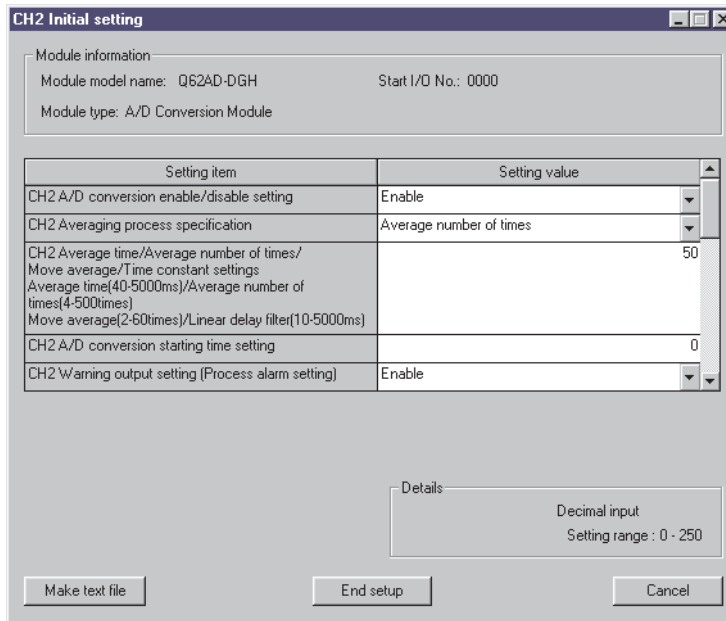 CH2 Initial setting
Module information
Module model name: Q62AD-DGH Start I/O No.: 0000
Module type: A/D Conversion Module
Setting item Setting value
CH2 A/D conversion enable/disable setting Enable
CH2 Averaging process specification Average number of times
CH2 Average time/Average number of times/ 50
Move average/Time constant settings
Average time(40-5000ms)/Average number of
times(4-500times)
Move average(2-60times)/Linear delay filter(10-5000ms)
CH2 A/D conversion starting time setting 0
CH2 Warning output setting (Process alarm setting) Enable
Details
Decimal input
Setting range : 0 - 250
Make text file End setup Cancel